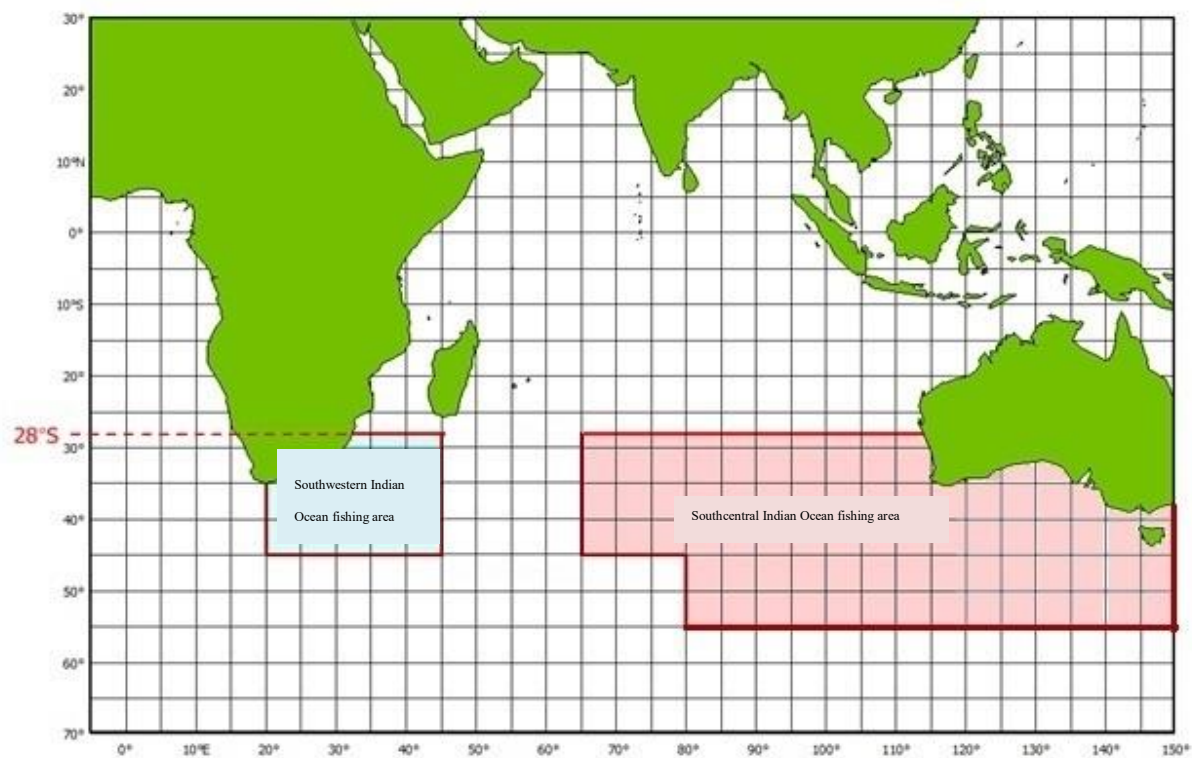 30°
20°
10°N
0°
10°S
20°
28°S
30°
Southwestern Indian
Ocean fishing area
Southcentral Indian Ocean fishing area
40°
50°
60°
70°
0° 10°E 20° 30° 40° 50° 60° 70° 80° 90° 100° 110° 120° 130° 140° 150°